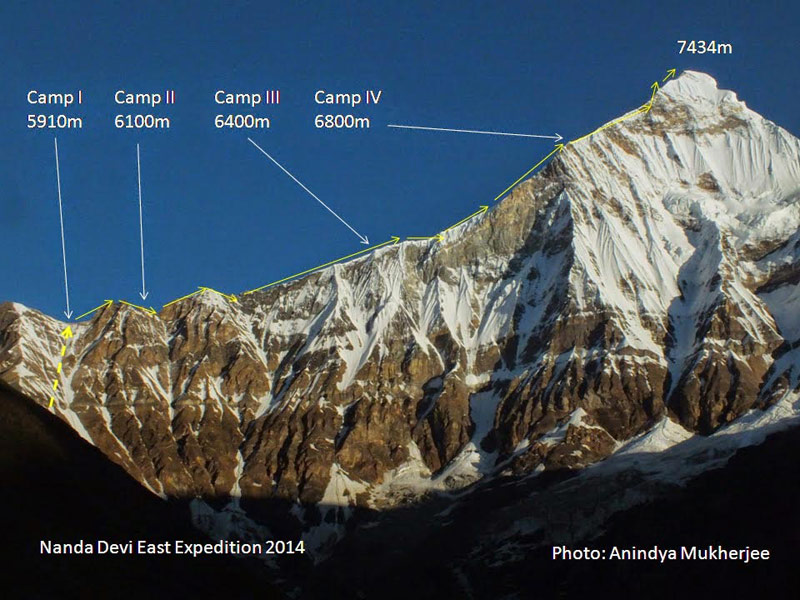 7434m
Camp I
5910m
Camp II
6100m
Camp III
6400m
Camp IV
6800m
Nanda Devi East Expedition 2014
Photo: Anindya Mukherjee